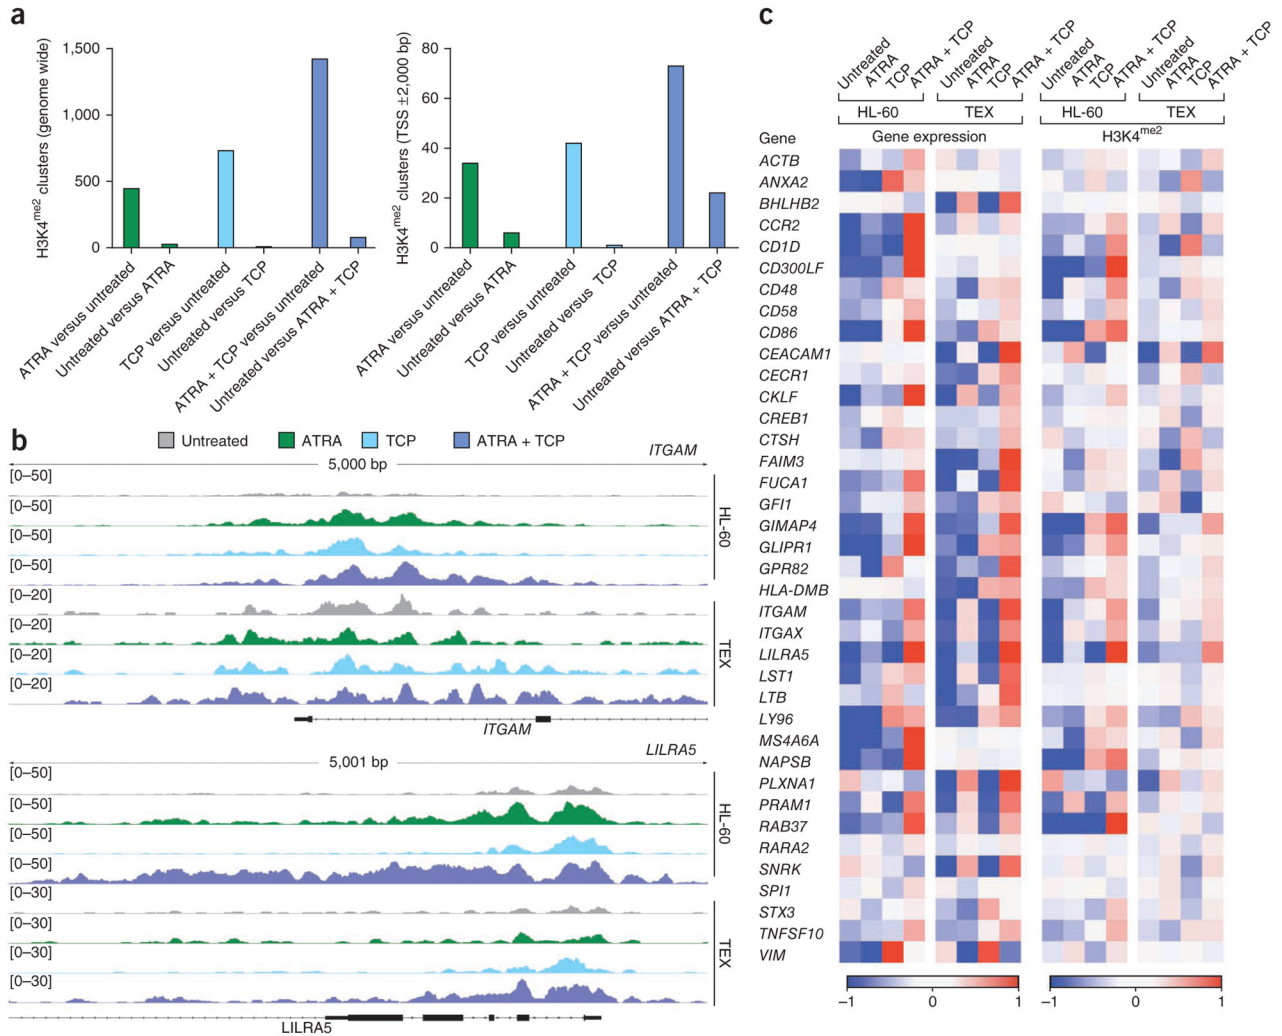 a
H3K4me2 clusters (genome wide)
1,500
1,000
500
0
ATRA versus untreated
Untreated versus ATRA
TCP versus untreated
Untreated versus TCP
ATRA + TCP versus untreated
Untreated versus ATRA + TCP
H3K4me2 clusters (TSS ±2,000 bp)
80
60
40
20
0
ATRA versus untreated
Untreated versus ATRA
TCP versus untreated
Untreated versus TCP
ATRA + TCP versus untreated
Untreated versus ATRA + TCP
b
Untreated ATRA TCP ATRA + TCP
ITGAM
5,000 bp
[0–50]
[0–50]
[0–50]
[0–50]
HL-60
[0–20]
[0–20]
[0–20]
[0–20]
TEX
ITGAM
LILRA5
5,001 bp
[0–50]
[0–50]
[0–50]
[0–50]
HL-60
[0–30]
[0–30]
[0–30]
[0–30]
TEX
LILRA5
c
Untreated ATRA TCP ATRA + TCP Untreated ATRA TCP ATRA + TCP Untreated ATRA TCP ATRA + TCP Untreated ATRA TCP ATRA + TCP
HL-60 TEX HL-60 TEX
Gene Gene expression H3K4me2
ACTB
ANXA2
BHLHB2
CCR2
CD1D
CD300LF
CD48
CD58
CD86
CEACAM1
CECR1
CKLF
CREB1
CTSH
FAIM3
FUCA1
GFI1
GIMAP4
GLIPR1
GPR82
HLA-DMB
ITGAM
ITGAX
LILRA5
LST1
LTB
LY96
MS4A6A
NAPSB
PLXNA1
PRAM1
RAB37
RARA2
SNRK
SPI1
STX3
TNFSF10
VIM
–1 0 1 –1 0 1